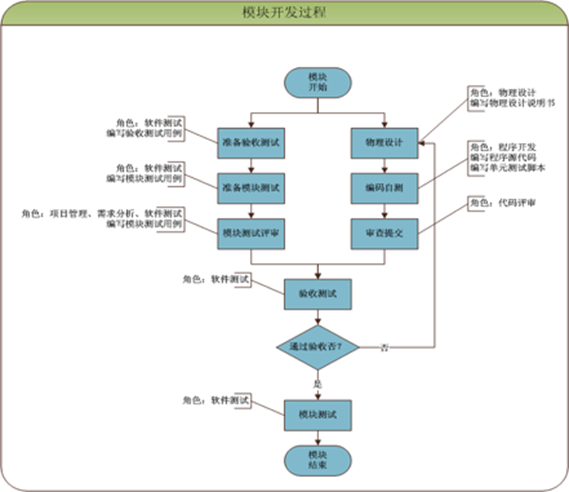 模块开发过程
模块
开始
角色：物理设计
编写物理设计说明书
角色：软件测试
编写验收测试用例
准备验收测试
物理设计
角色：程序开发
编写程序源代码
编写单元测试脚本
角色：软件测试
编写模块测试用例
准备模块测试
编码自测
角色：项目管理、需求分析、软件测试
编写模块测试用例
模块测试评审
审查提交
角色：代码评审
角色：软件测试
验收测试
通过验收否？
否
是
角色：软件测试
模块测试
模块
结束